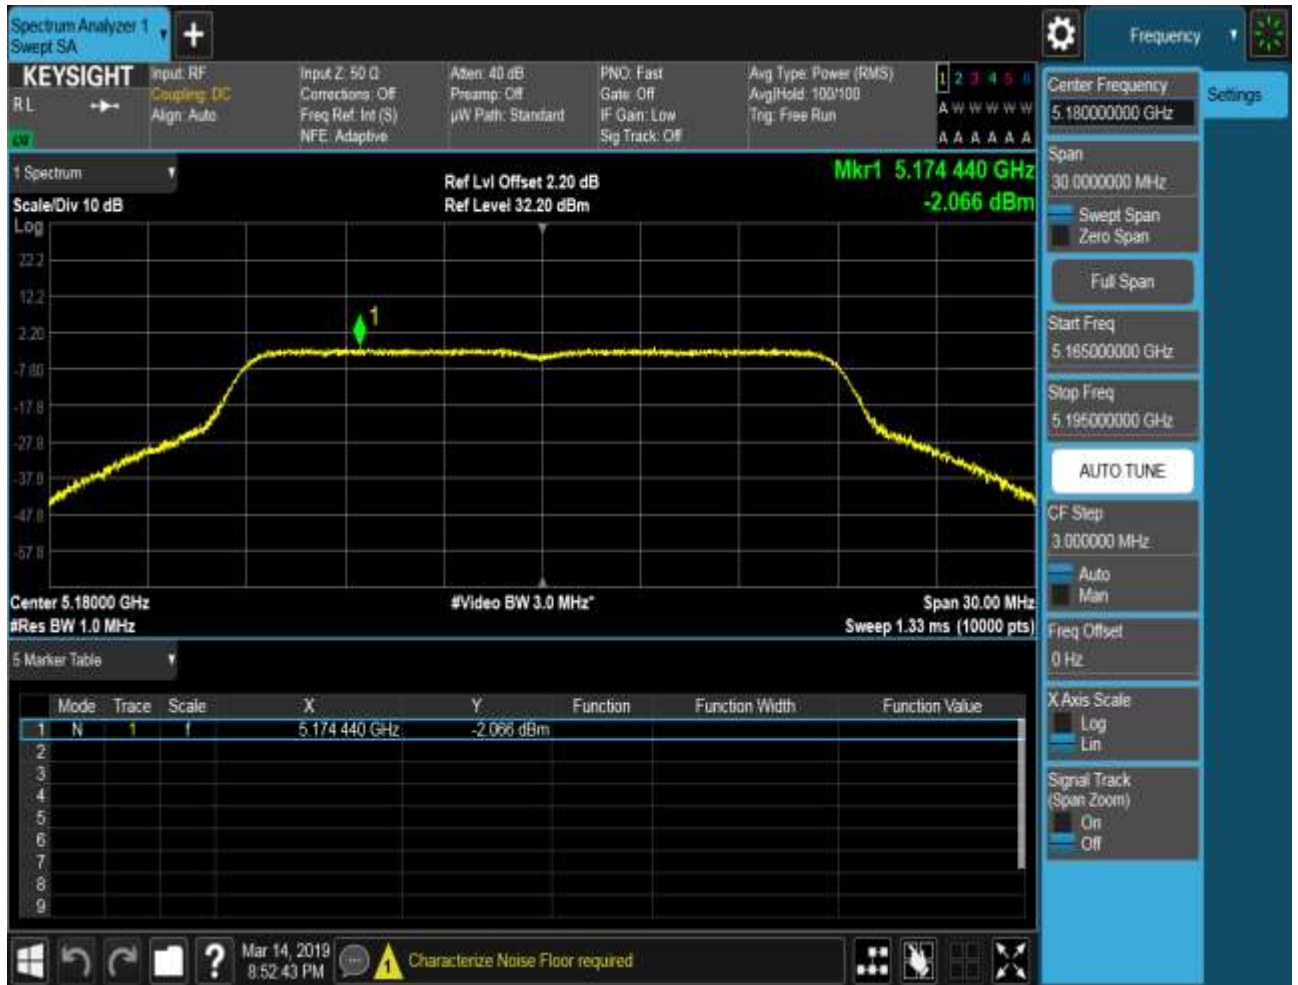 Spectrum Analyzer 1
Swept SA
+
Frequency
KEYSIGHT
RL
Input: RF
Coupling: DC
Align: Auto
Input Z: 50 Ω
Corrections: Off
Freq Ref: Int (S)
NFE: Adaptive
Atten: 40 dB
Preamp: Off
µW Path: Standard
PNO: Fast
Gate: Off
IF Gain: Low
Sig Track: Off
Avg Type: Power (RMS)
Avg|Hold: 100/100
Trig: Free Run
1 2 3 4 5 6
A W W W W W
A A A A A A
1 Spectrum
Scale/Div 10 dB
Ref Lvl Offset 2.20 dB
Ref Level 32.20 dBm
Mkr1 5.174 440 GHz
-2.066 dBm
Log
22.2
12.2
2.20
-7.80
-17.8
-27.8
-37.8
-47.8
-57.8
1
Center 5.18000 GHz
#Res BW 1.0 MHz
#Video BW 3.0 MHz*
Span 30.00 MHz
Sweep 1.33 ms (10000 pts)
5 Marker Table
Mode Trace Scale X Y Function Function Width Function Value
1 N 1 f 5.174 440 GHz -2.066 dBm
2
3
4
5
6
7
8
9
Center Frequency
5.180000000 GHz
Settings
Span
30.0000000 MHz
Swept Span
Zero Span
Full Span
Start Freq
5.165000000 GHz
Stop Freq
5.195000000 GHz
AUTO TUNE
CF Step
3.000000 MHz
Auto
Man
Freq Offset
0 Hz
X Axis Scale
Log
Lin
Signal Track
(Span Zoom)
On
Off
?
Mar 14, 2019
8:52:43 PM
1
Characterize Noise Floor required